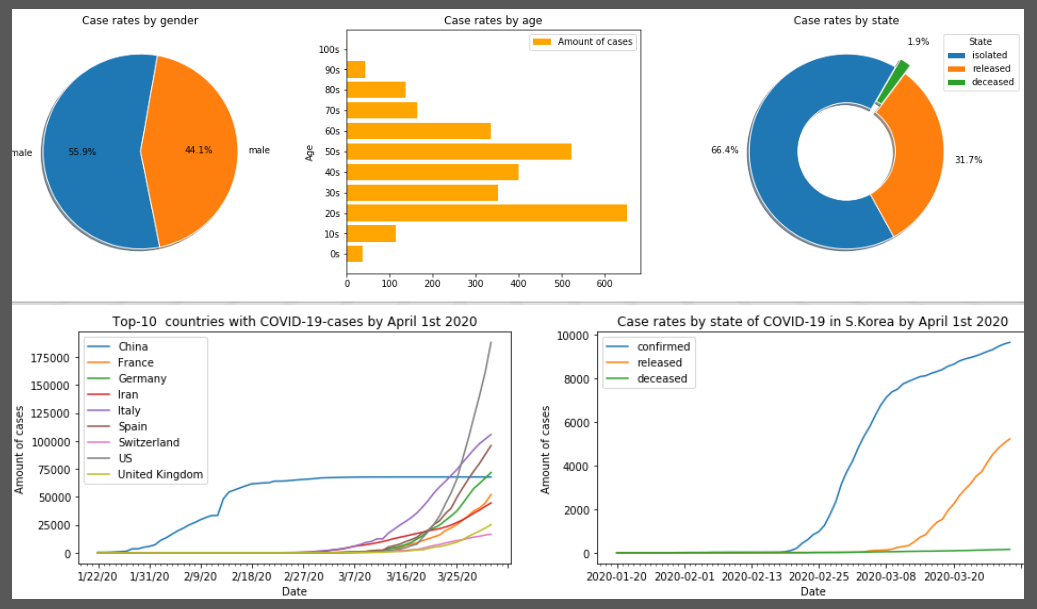 Case rates by gender
55.9%
44.1%
male
male
Case rates by age
Amount of cases
Age
100s
90s
80s
70s
60s
50s
40s
30s
20s
10s
0s
0 100 200 300 400 500 600
Case rates by state
State
isolated
released
deceased
1.9%
66.4%
31.7%
Top-10 countries with COVID-19-cases by April 1st 2020
China
France
Germany
Iran
Italy
Spain
Switzerland
US
United Kingdom
Amount of cases
175000
150000
125000
100000
75000
50000
25000
0
1/22/20 1/31/20 2/9/20 2/18/20 2/27/20 3/7/20 3/16/20 3/25/20
Date
Case rates by state of COVID-19 in S.Korea by April 1st 2020
confirmed
released
deceased
Amount of cases
10000
8000
6000
4000
2000
0
2020-01-20 2020-02-01 2020-02-13 2020-02-25 2020-03-08 2020-03-20
Date